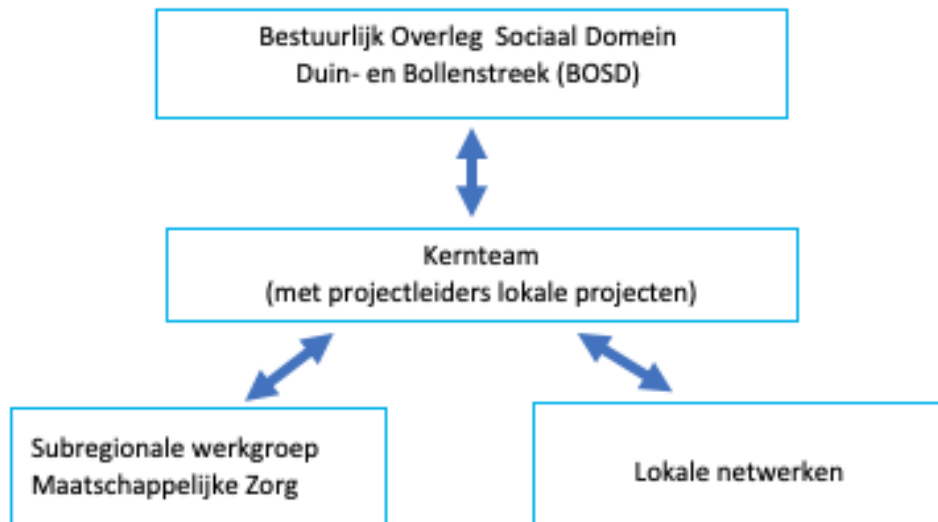 Bestuurlijk Overleg Sociaal Domein
Duin- en Bollenstreek (BOSD)
Kernteam
(met projectleiders lokale projecten)
Subregionale werkgroep
Maatschappelijke Zorg
Lokale netwerken